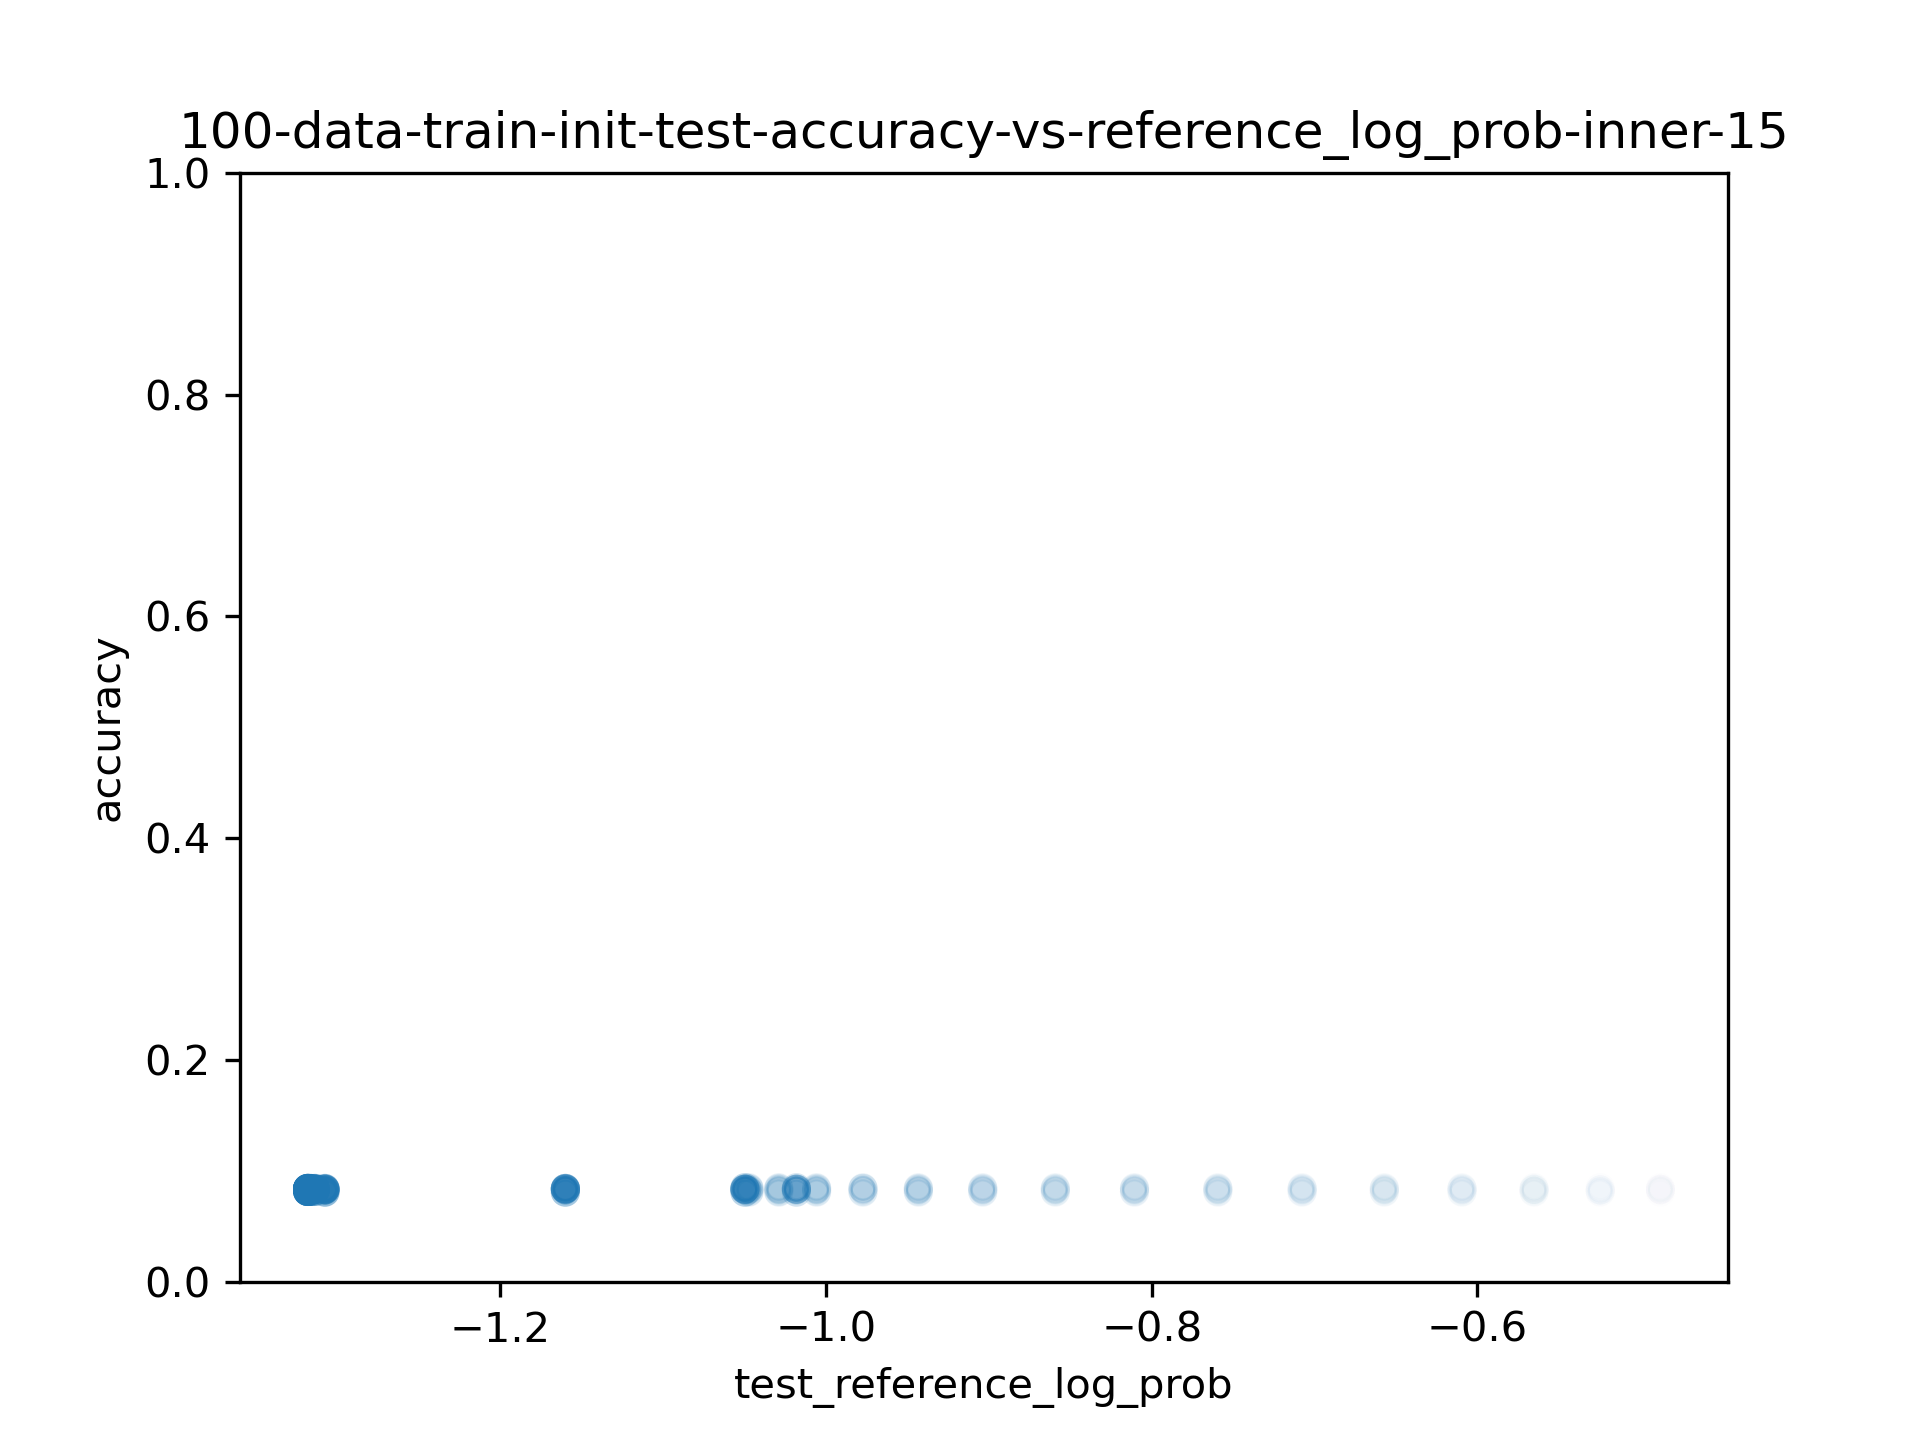 100-data-train-init-test-accuracy-vs-reference_log_prob-inner-15
1.0
0.8
0.6
0.4
0.2
0.0
accuracy
−1.2 −1.0 −0.8 −0.6
test_reference_log_prob